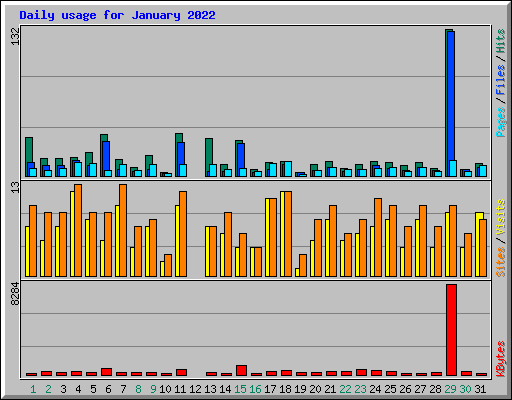 Daily usage for January 2022
132
Pages / Files / Hits
13
Sites / Visits
8284
KBytes
1 2 3 4 5 6 7 8 9 10 11 12 13 14 15 16 17 18 19 20 21 22 23 24 25 26 27 28 29 30 31